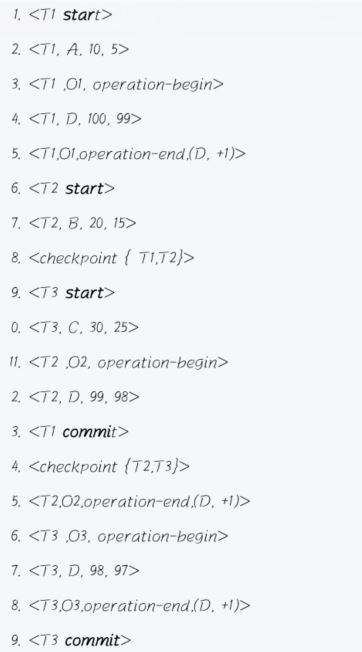 1. <T1 start>
2. <T1, A, 10, 5>
3. <T1 ,O1, operation-begin>
4. <T1, D, 100, 99>
5. <T1,O1,operation-end,(D, +1)>
6. <T2 start>
7. <T2, B, 20, 15>
8. <checkpoint { T1,T2}>
9. <T3 start>
0. <T3, C, 30, 25>
11. <T2 ,O2, operation-begin>
2. <T2, D, 99, 98>
3. <T1 commit>
4. <checkpoint {T2,T3}>
5. <T2,O2,operation-end,(D, +1)>
6. <T3 ,O3, operation-begin>
7. <T3, D, 98, 97>
8. <T3,O3,operation-end,(D, +1)>
9. <T3 commit>